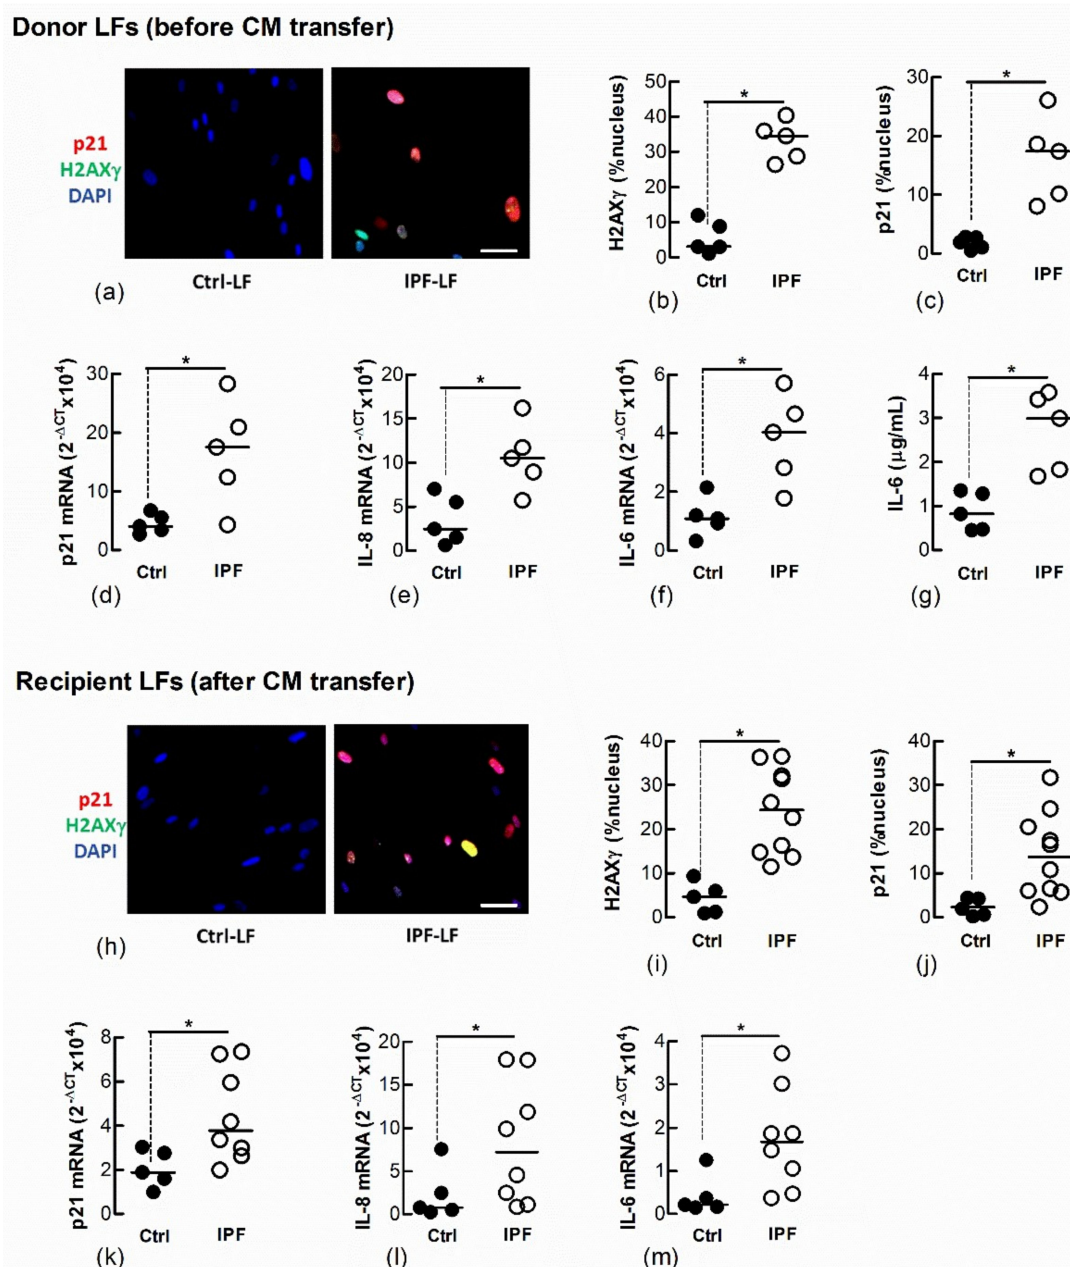 Donor LFs (before CM transfer)
p21
H2AXγ
DAPI
Ctrl-LF
IPF-LF
(a)
H2AXγ (%nucleus)
50
40
30
20
10
0
*
Ctrl
IPF
(b)
p21 (%nucleus)
30
20
10
0
*
Ctrl
IPF
(c)
p21 mRNA (2^-ΔCT x10^4)
30
20
10
0
*
Ctrl
IPF
(d)
IL-8 mRNA (2^-ΔCT x10^4)
20
15
10
5
0
*
Ctrl
IPF
(e)
IL-6 mRNA (2^-ΔCT x10^4)
6
4
2
0
*
Ctrl
IPF
(f)
IL-6 (µg/mL)
4
3
2
1
0
*
Ctrl
IPF
(g)
Recipient LFs (after CM transfer)
p21
H2AXγ
DAPI
Ctrl-LF
IPF-LF
(h)
H2AXγ (%nucleus)
40
30
20
10
0
*
Ctrl
IPF
(i)
p21 (%nucleus)
40
30
20
10
0
*
Ctrl
IPF
(j)
p21 mRNA (2^-ΔCT x10^4)
8
6
4
2
0
*
Ctrl
IPF
(k)
IL-8 mRNA (2^-ΔCT x10^4)
20
15
10
5
0
*
Ctrl
IPF
(l)
IL-6 mRNA (2^-ΔCT x10^4)
4
3
2
1
0
*
Ctrl
IPF
(m)